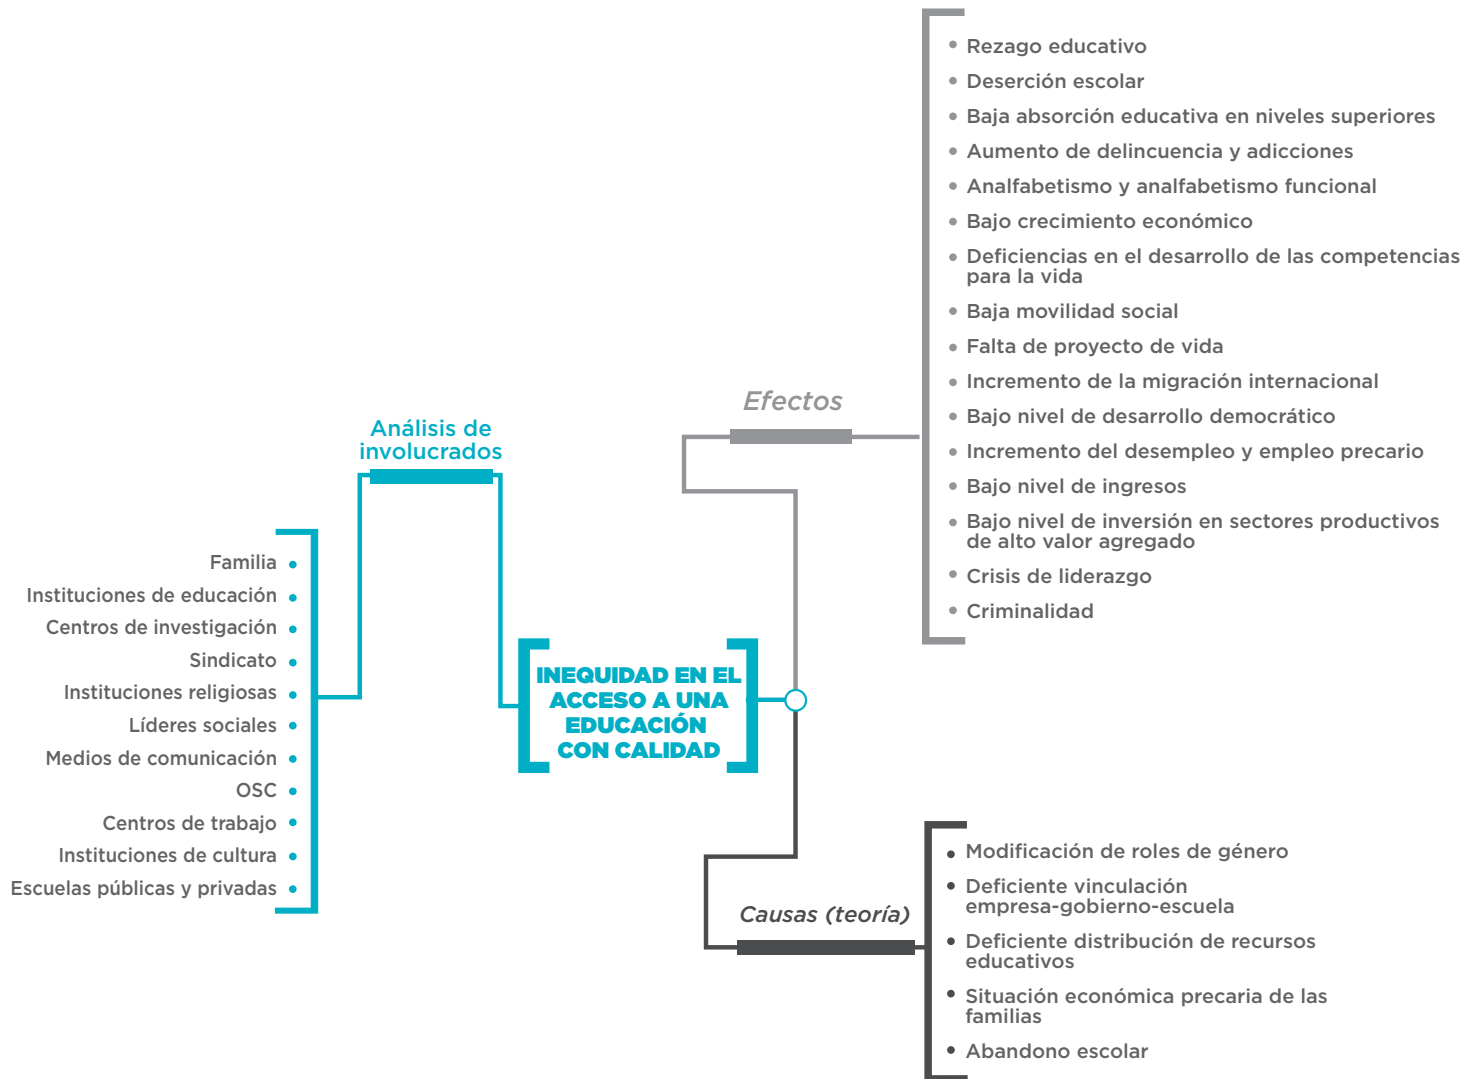 Análisis de
involucrados
Familia
Instituciones de educación
Centros de investigación
Sindicato
Instituciones religiosas
Líderes sociales
Medios de comunicación
OSC
Centros de trabajo
Instituciones de cultura
Escuelas públicas y privadas
INEQUIDAD EN EL
ACCESO A UNA
EDUCACIÓN
CON CALIDAD
Efectos
Rezago educativo
Deserción escolar
Baja absorción educativa en niveles superiores
Aumento de delincuencia y adicciones
Analfabetismo y analfabetismo funcional
Bajo crecimiento económico
Deficiencias en el desarrollo de las competencias
para la vida
Baja movilidad social
Falta de proyecto de vida
Incremento de la migración internacional
Bajo nivel de desarrollo democrático
Incremento del desempleo y empleo precario
Bajo nivel de ingresos
Bajo nivel de inversión en sectores productivos
de alto valor agregado
Crisis de liderazgo
Criminalidad
Causas (teoría)
Modificación de roles de género
Deficiente vinculación
empresa-gobierno-escuela
Deficiente distribución de recursos
educativos
Situación económica precaria de las
familias
Abandono escolar